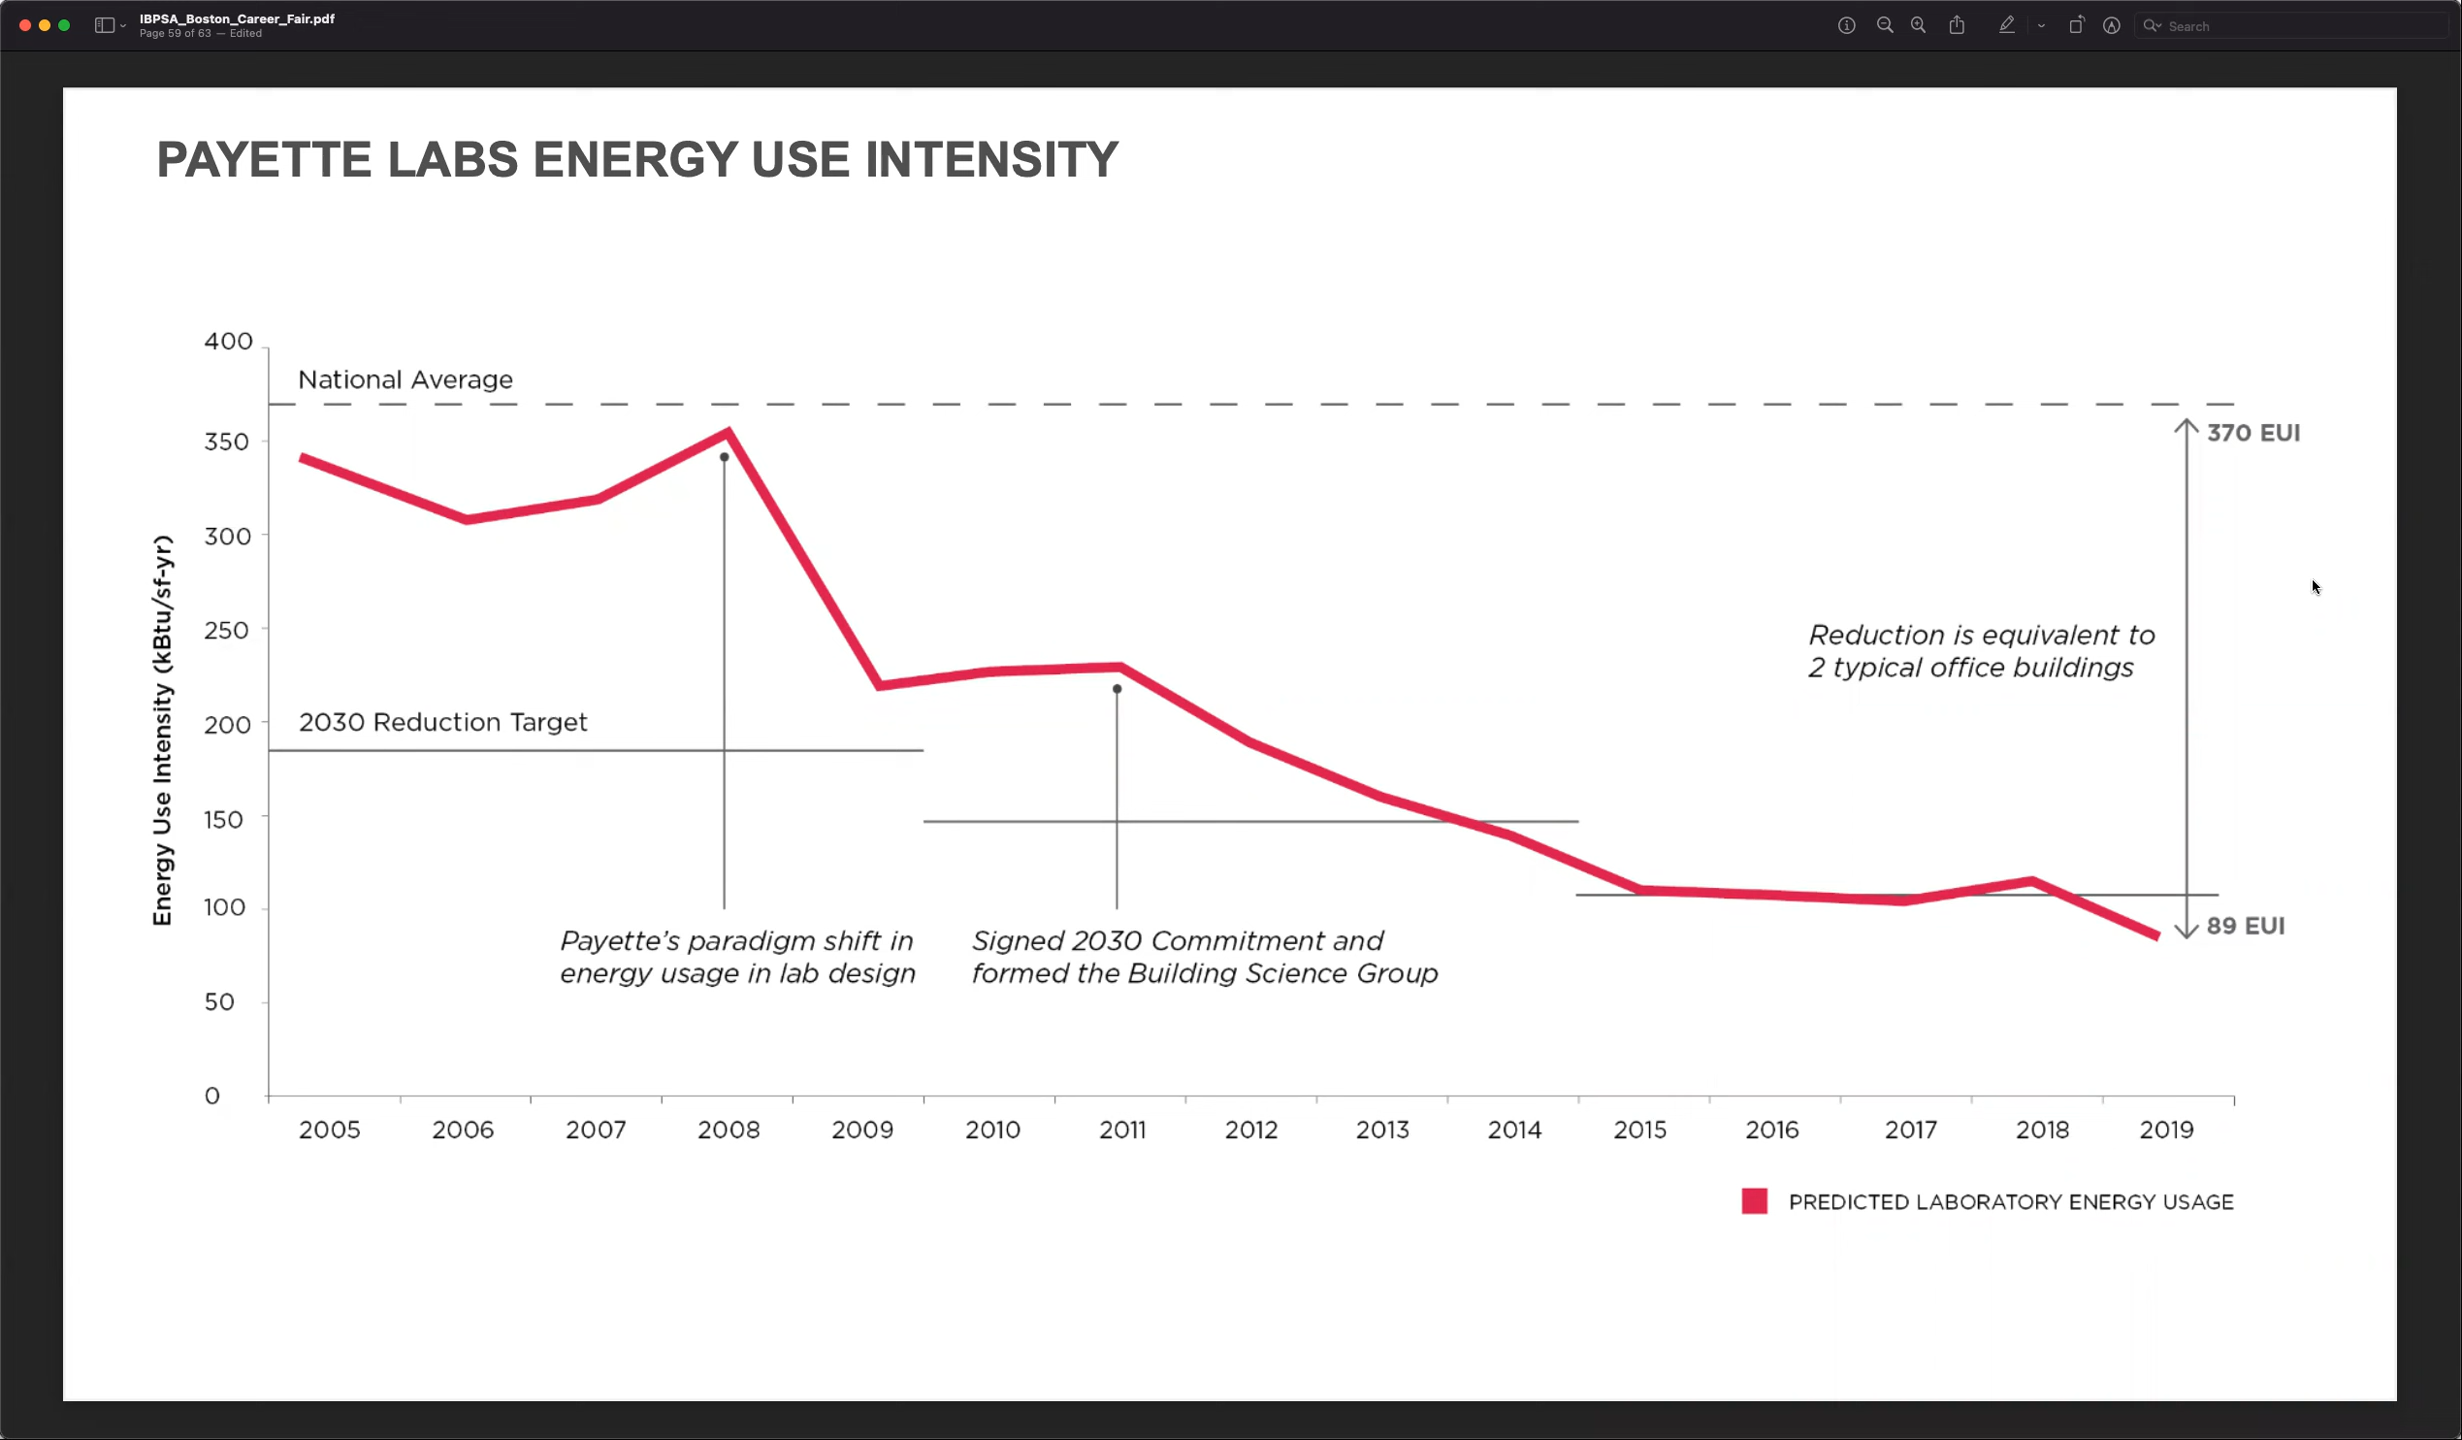 IBPSA_Boston_Career_Fair.pdf
Page 59 of 63 — Edited
Search
PAYETTE LABS ENERGY USE INTENSITY
400
National Average
370 EUI
350
300
250
Reduction is equivalent to
2 typical office buildings
Energy Use Intensity (kBtu/sf-yr)
200
2030 Reduction Target
150
100
89 EUI
Payette's paradigm shift in
energy usage in lab design
Signed 2030 Commitment and
formed the Building Science Group
50
0
2005 2006 2007 2008 2009 2010 2011 2012 2013 2014 2015 2016 2017 2018 2019
PREDICTED LABORATORY ENERGY USAGE